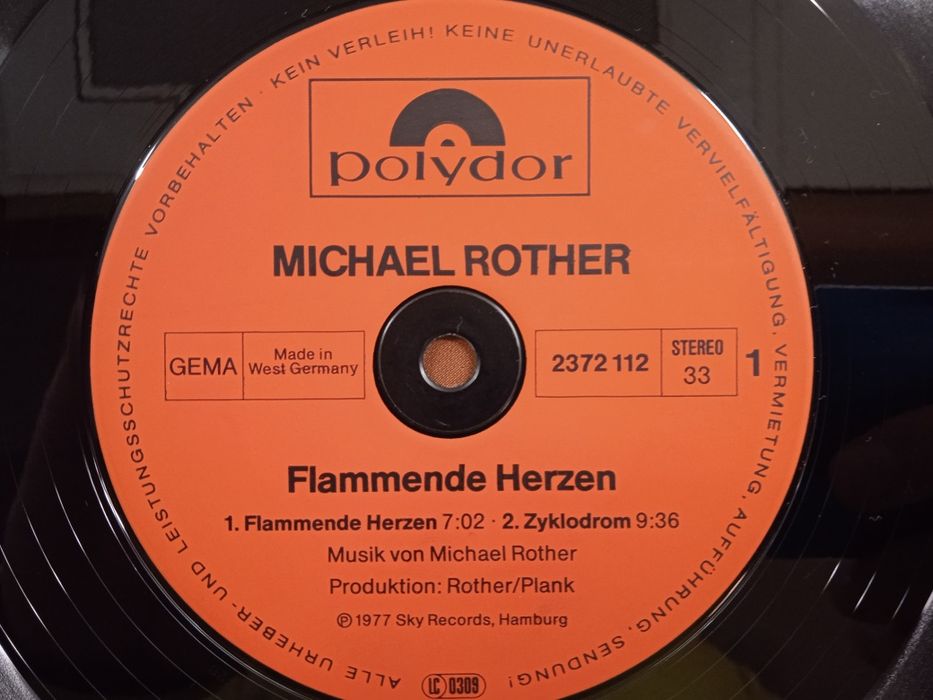 ALLE URHEBER- UND LEISTUNGSSCHUTZRECHTE VORBEHALTEN · KEIN VERLEIH! KEINE UNERLAUBTE VERVIELFÄLTIGUNG, VERMIETUNG, AUFFÜHRUNG, SENDUNG!
polydor
MICHAEL ROTHER
GEMA
Made in
West Germany
2372 112
STEREO
33
1
Flammende Herzen
1. Flammende Herzen 7:02 · 2. Zyklodrom 9:36
Musik von Michael Rother
Produktion: Rother/Plank
℗ 1977 Sky Records, Hamburg
LC 0309